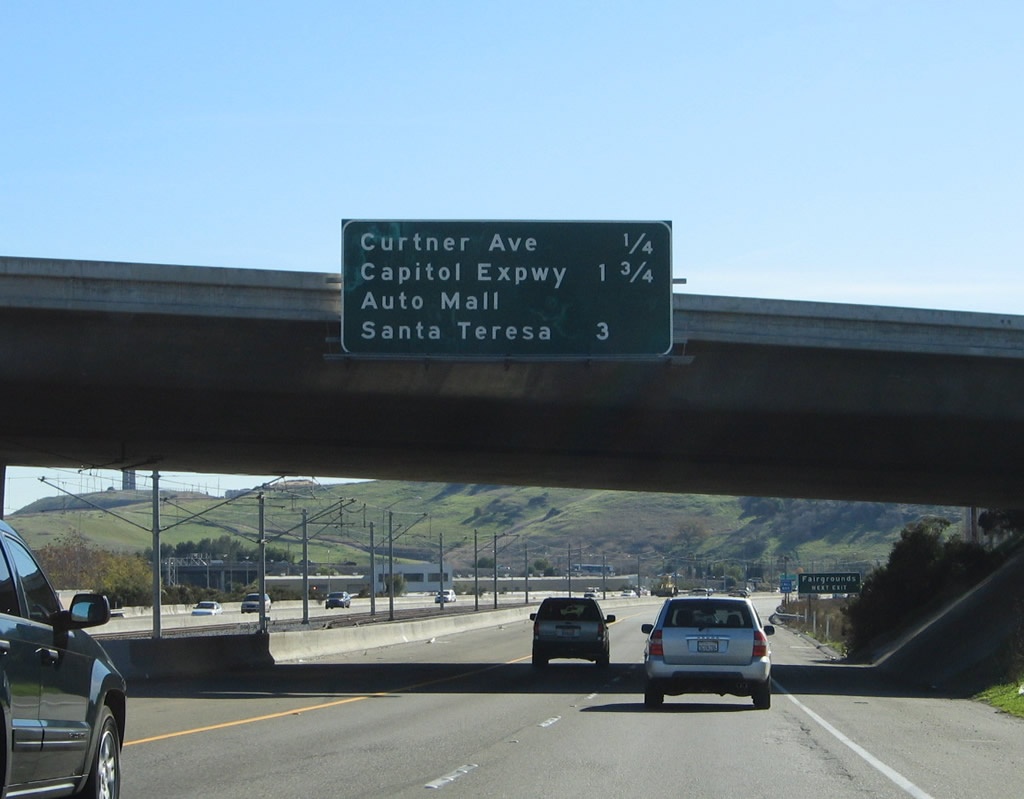 Curtner Ave 1/4
Capitol Expwy 1 3/4
Auto Mall
Santa Teresa 3
Fairgrounds
NEXT EXIT